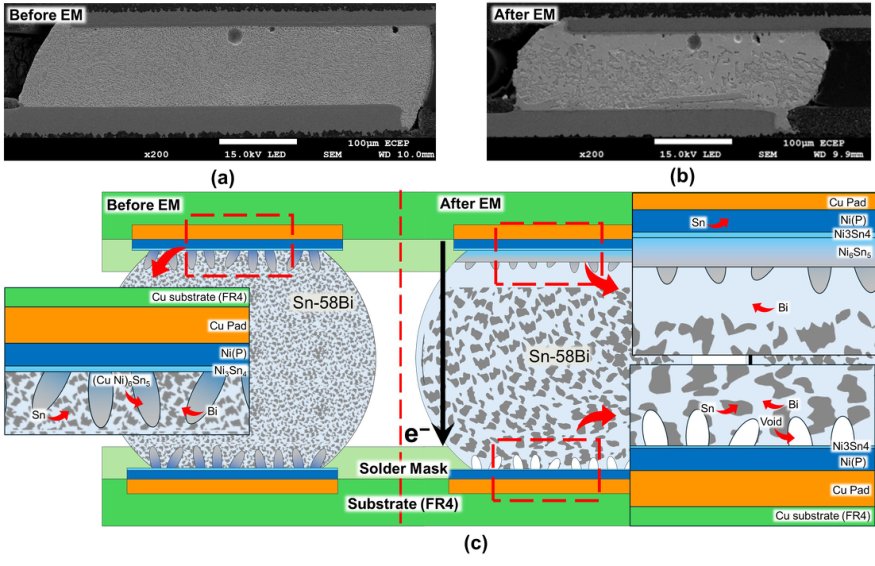 Before EM
100μm ECEP
x200 15.0kV LED SEM WD 10.0mm
(a)
After EM
100μm ECEP
x200 15.0kV LED SEM WD 9.9mm
(b)
Before EM
After EM
Sn-58Bi
Cu substrate (FR4)
Cu Pad
Ni(P)
Ni₃Sn₄
(Cu Ni)₆Sn₅
Sn
Bi
Sn-58Bi
e⁻
Solder Mask
Substrate (FR4)
Cu Pad
Ni(P)
Sn
Ni3Sn4
Ni₆Sn₅
Bi
Sn
Bi
Void
Ni3Sn4
Ni(P)
Cu Pad
Cu substrate (FR4)
(c)